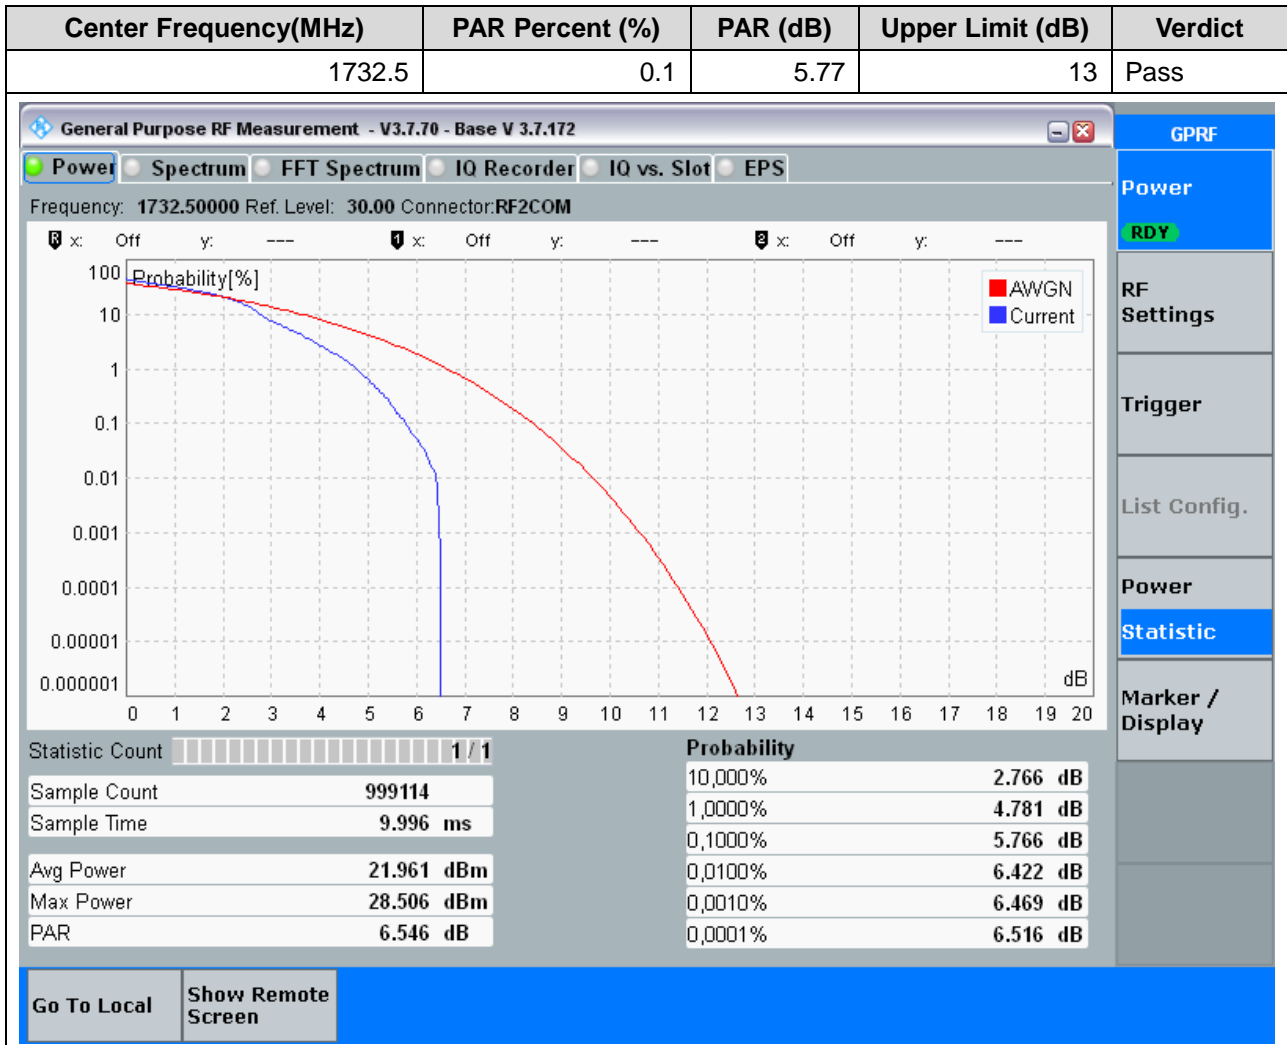 Center Frequency(MHz) PAR Percent (%) PAR (dB) Upper Limit (dB) Verdict
1732.5 0.1 5.77 13 Pass
General Purpose RF Measurement - V3.7.70 - Base V 3.7.172
GPRF
Power Spectrum FFT Spectrum IQ Recorder IQ vs. Slot EPS
Power
RDY
Frequency: 1732.50000 Ref. Level: 30.00 Connector:RF2COM
R x: Off y: --- 1 x: Off y: --- 2 x: Off y: ---
Probability[%]
AWGN
Current
100
10
1
0.1
0.01
0.001
0.0001
0.00001
0.000001
dB
0 1 2 3 4 5 6 7 8 9 10 11 12 13 14 15 16 17 18 19 20
RF
Settings
Trigger
List Config.
Power
Statistic
Marker /
Display
Statistic Count 1 / 1
Sample Count 999114
Sample Time 9.996 ms
Avg Power 21.961 dBm
Max Power 28.506 dBm
PAR 6.546 dB
Probability
10,000% 2.766 dB
1,0000% 4.781 dB
0,1000% 5.766 dB
0,0100% 6.422 dB
0,0010% 6.469 dB
0,0001% 6.516 dB
Go To Local
Show Remote
Screen